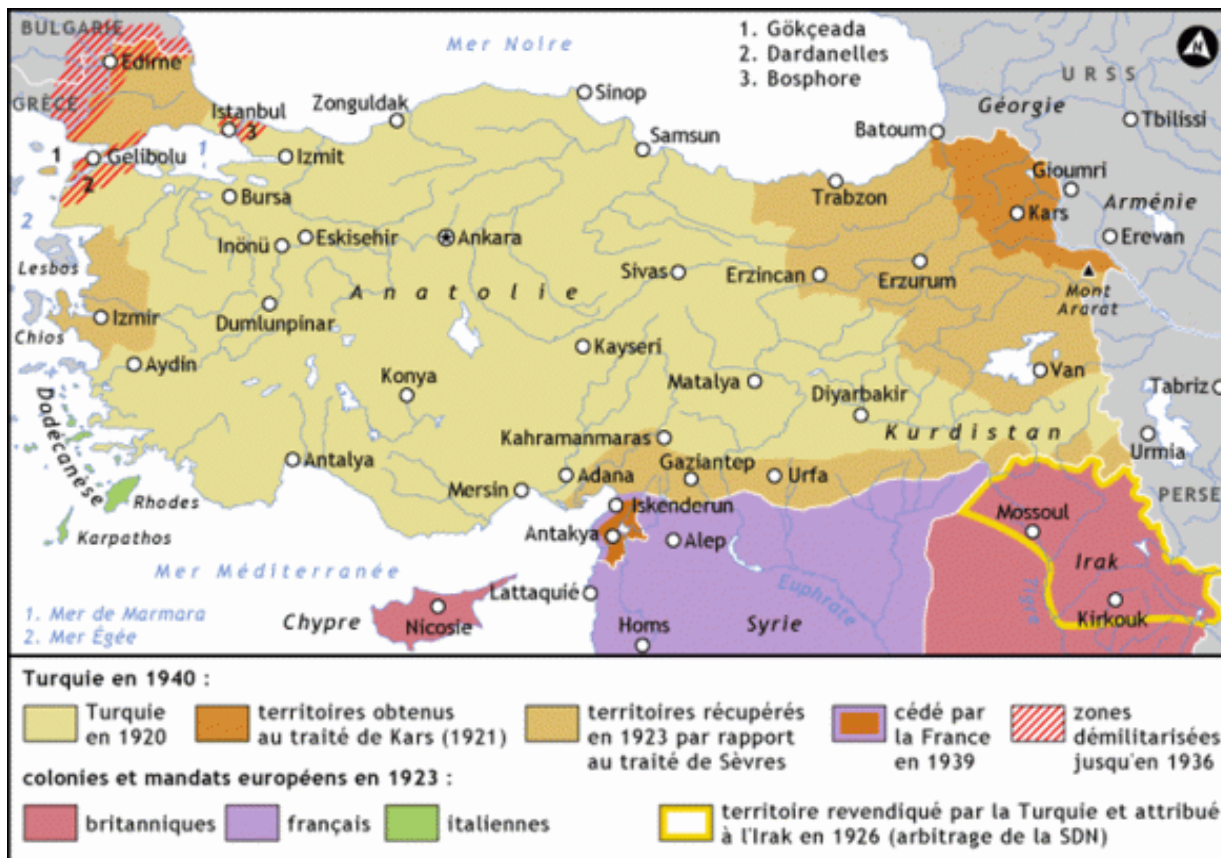 BULGARIE
Mer Noire
1. Gökçeada
2. Dardanelles
3. Bosphore
N
Edirne
URSS
GRÈCE
Istanbul
3
Zonguldak
Sinop
Géorgie
Tbilissi
Batoum
Samsun
1
Gelibolu
1
Izmit
2
Gioumri
Trabzon
Bursa
Kars
Arménie
2
Inönü
Eskisehir
Ankara
Erevan
Lesbos
Sivas
Erzincan
Erzurum
Anatolie
Mont
Ararat
Izmir
Dumlunpinar
Chios
Kayseri
Aydin
Konya
Matalya
Van
Diyarbakir
Tabriz
Dodécanèse
Kahramanmaras
Kurdistan
Urmia
Antalya
Adana
Gaziantep
Urfa
Rhodes
Mersin
Iskenderun
PERSE
Mossoul
Karpathos
Antakya
Alep
Irak
Mer Méditerranée
Euphrate
Tigre
Lattaquié
1. Mer de Marmara
Chypre
Nicosie
Kirkouk
2. Mer Égée
Homs
Syrie
Turquie en 1940 :
Turquie
en 1920
territoires obtenus
au traité de Kars (1921)
territoires récupérés
en 1923 par rapport
au traité de Sèvres
cédé par
la France
en 1939
zones
démilitarisées
jusqu'en 1936
colonies et mandats européens en 1923 :
britanniques
français
italiennes
territoire revendiqué par la Turquie et attribué
à l'Irak en 1926 (arbitrage de la SDN)